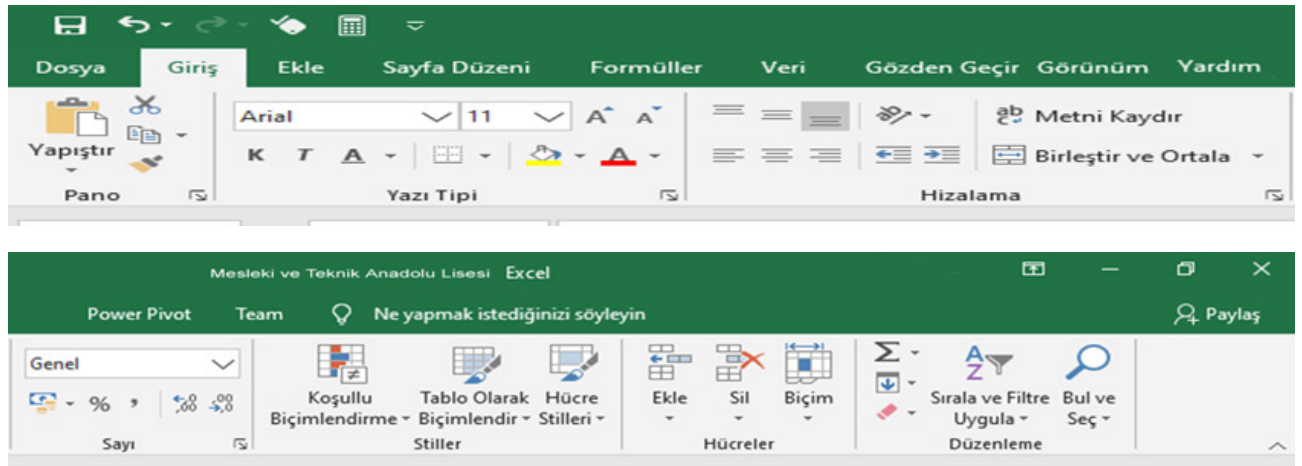 Dosya Giriş Ekle Sayfa Düzeni Formüller Veri Gözden Geçir Görünüm Yardım
Yapıştır
Arial 11 A A
K T A A
ab Metni Kaydır
Birleştir ve Ortala
Pano Yazı Tipi Hizalama
Mesleki ve Teknik Anadolu Lisesi Excel
Power Pivot Team Ne yapmak istediğinizi söyleyin Paylaş
Genel
% ,
Koşullu Biçimlendirme
Tablo Olarak Biçimlendir
Hücre Stilleri
Ekle Sil Biçim
Σ
A Z
Sırala ve Filtre Uygula
Bul ve Seç
Sayı Stiller Hücreler Düzenleme